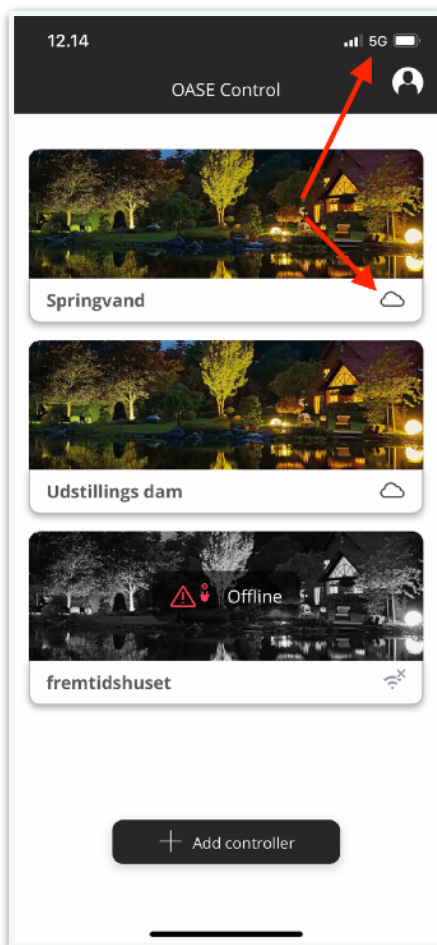 12.14
5G
OASE Control
Springvand
Udstillings dam
Offline
fremtidshuset
Add controller